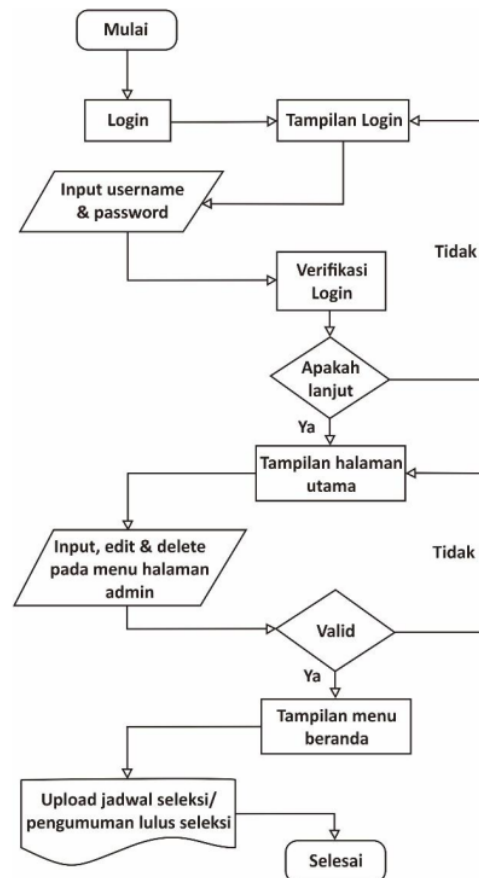 Mulai
Login
Tampilan Login
Input username
& password
Tidak
Verifikasi
Login
Apakah
lanjut
Ya
Tampilan halaman
utama
Input, edit & delete
pada menu halaman
admin
Tidak
Valid
Ya
Tampilan menu
beranda
Upload jadwal seleksi/
pengumuman lulus seleksi
Selesai